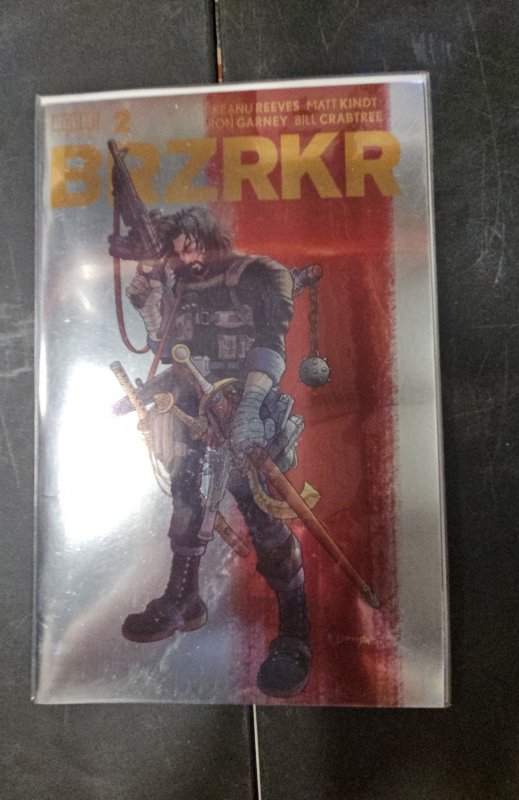 2
KEANU REEVES MATT KINDT
RON GARNEY BILL CRABTREE
BRZRKR